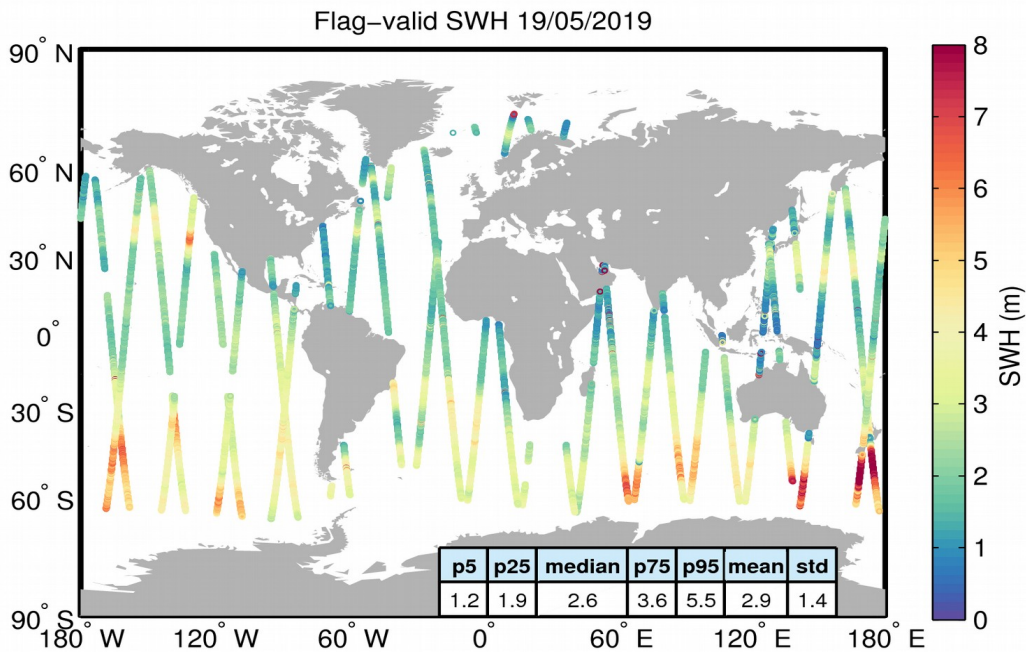 Flag−valid SWH 19/05/2019
90° N
60° N
30° N
0°
30° S
60° S
90° S
180° W
120° W
60° W
0°
60° E
120° E
180° E
p5 p25 median p75 p95 mean std
1.2 1.9 2.6 3.6 5.5 2.9 1.4
8
7
6
5
4
3
2
1
0
SWH (m)